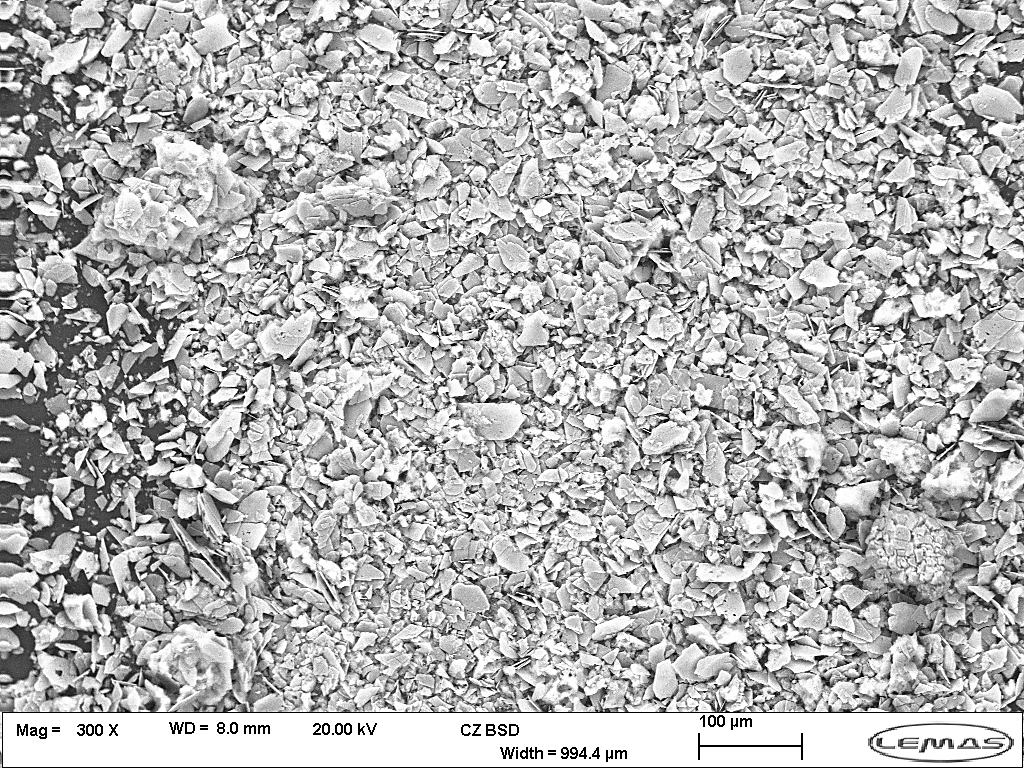 Mag = 300 X WD = 8.0 mm 20.00 kV CZ BSD 100 µm
Width = 994.4 µm
LEMAS